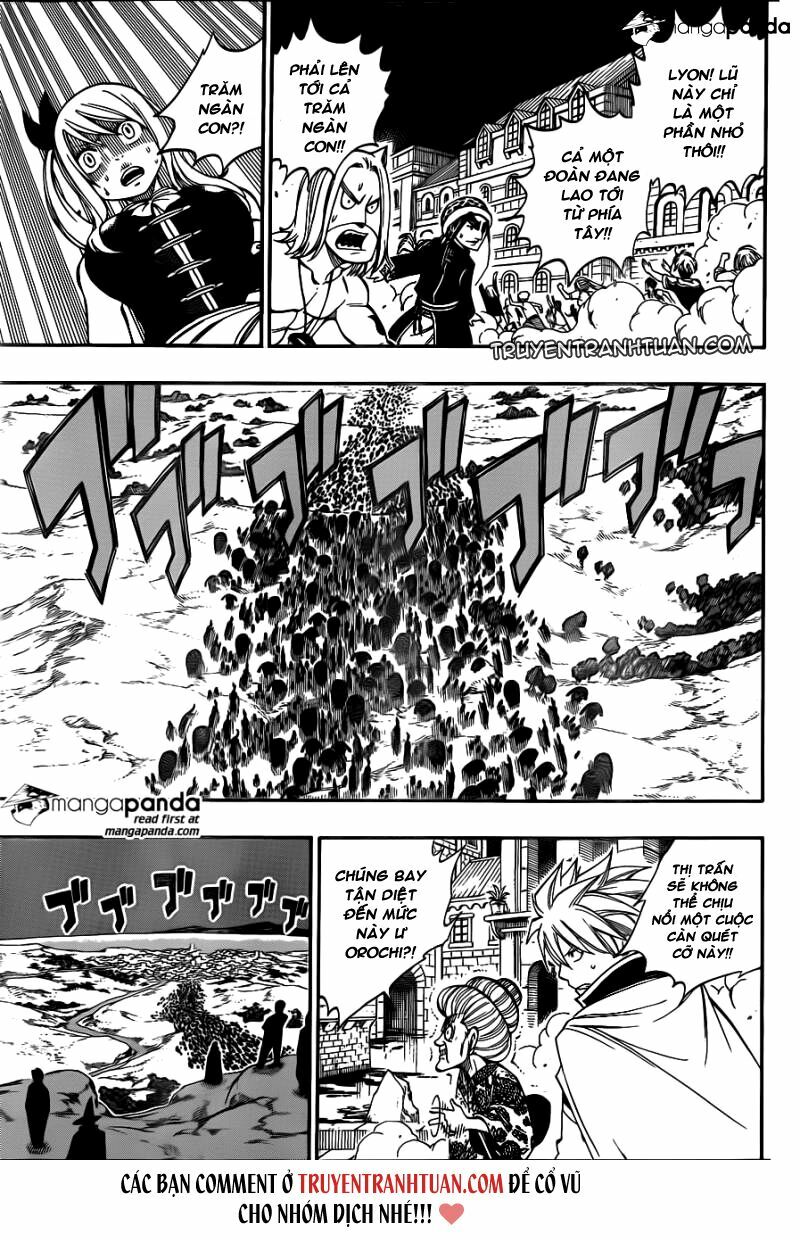 mangapanda
LYON! LŨ
NÀY CHỈ
LÀ MỘT
PHẦN NHỎ
THÔI!!
CẢ MỘT
ĐOÀN ĐANG
LAO TỚI
TỪ PHÍA
TÂY!!
PHẢI LÊN
TỚI CẢ
TRĂM
NGÀN
CON!!
TRĂM
NGÀN
CON?!
TRUYENTRANHTUAN.COM
ブブブブブブブ
mangapanda
read first at
mangapanda.com
THỊ TRẤN
SẼ KHÔNG
THỂ CHỊU
NỔI MỘT CUỘC
CÀN QUÉT
CỠ NÀY!!
CHÚNG BAY
TẬN DIỆT
ĐẾN MỨC
NÀY Ư
OROCHI?!
ブブブブブブ
CÁC BẠN COMMENT Ở TRUYENTRANHTUAN.COM ĐỂ CỔ VŨ
CHO NHÓM DỊCH NHÉ!!! ❤